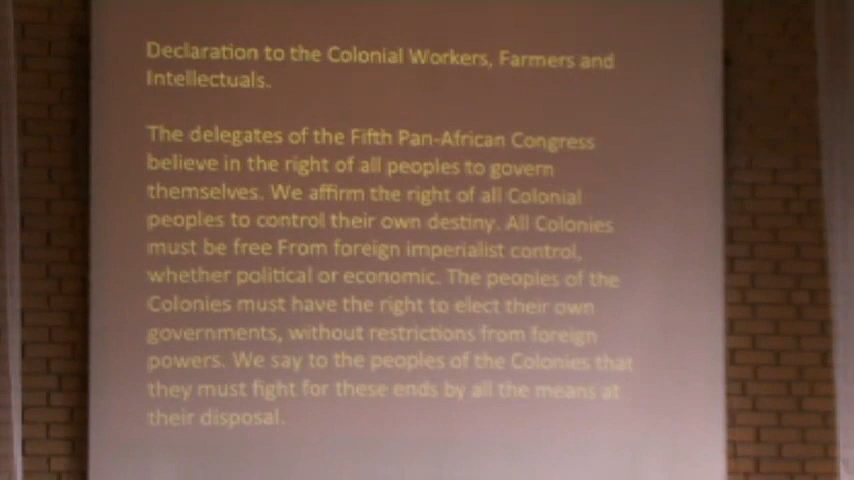 Declaration to the Colonial Workers, Farmers and
Intellectuals.
The delegates of the Fifth Pan-African Congress
believe in the right of all peoples to govern
themselves. We affirm the right of all Colonial
peoples to control their own destiny. All Colonies
must be free From foreign imperialist control,
whether political or economic. The peoples of the
Colonies must have the right to elect their own
governments, without restrictions from foreign
powers. We say to the peoples of the Colonies that
they must fight for these ends by all the means at
their disposal.